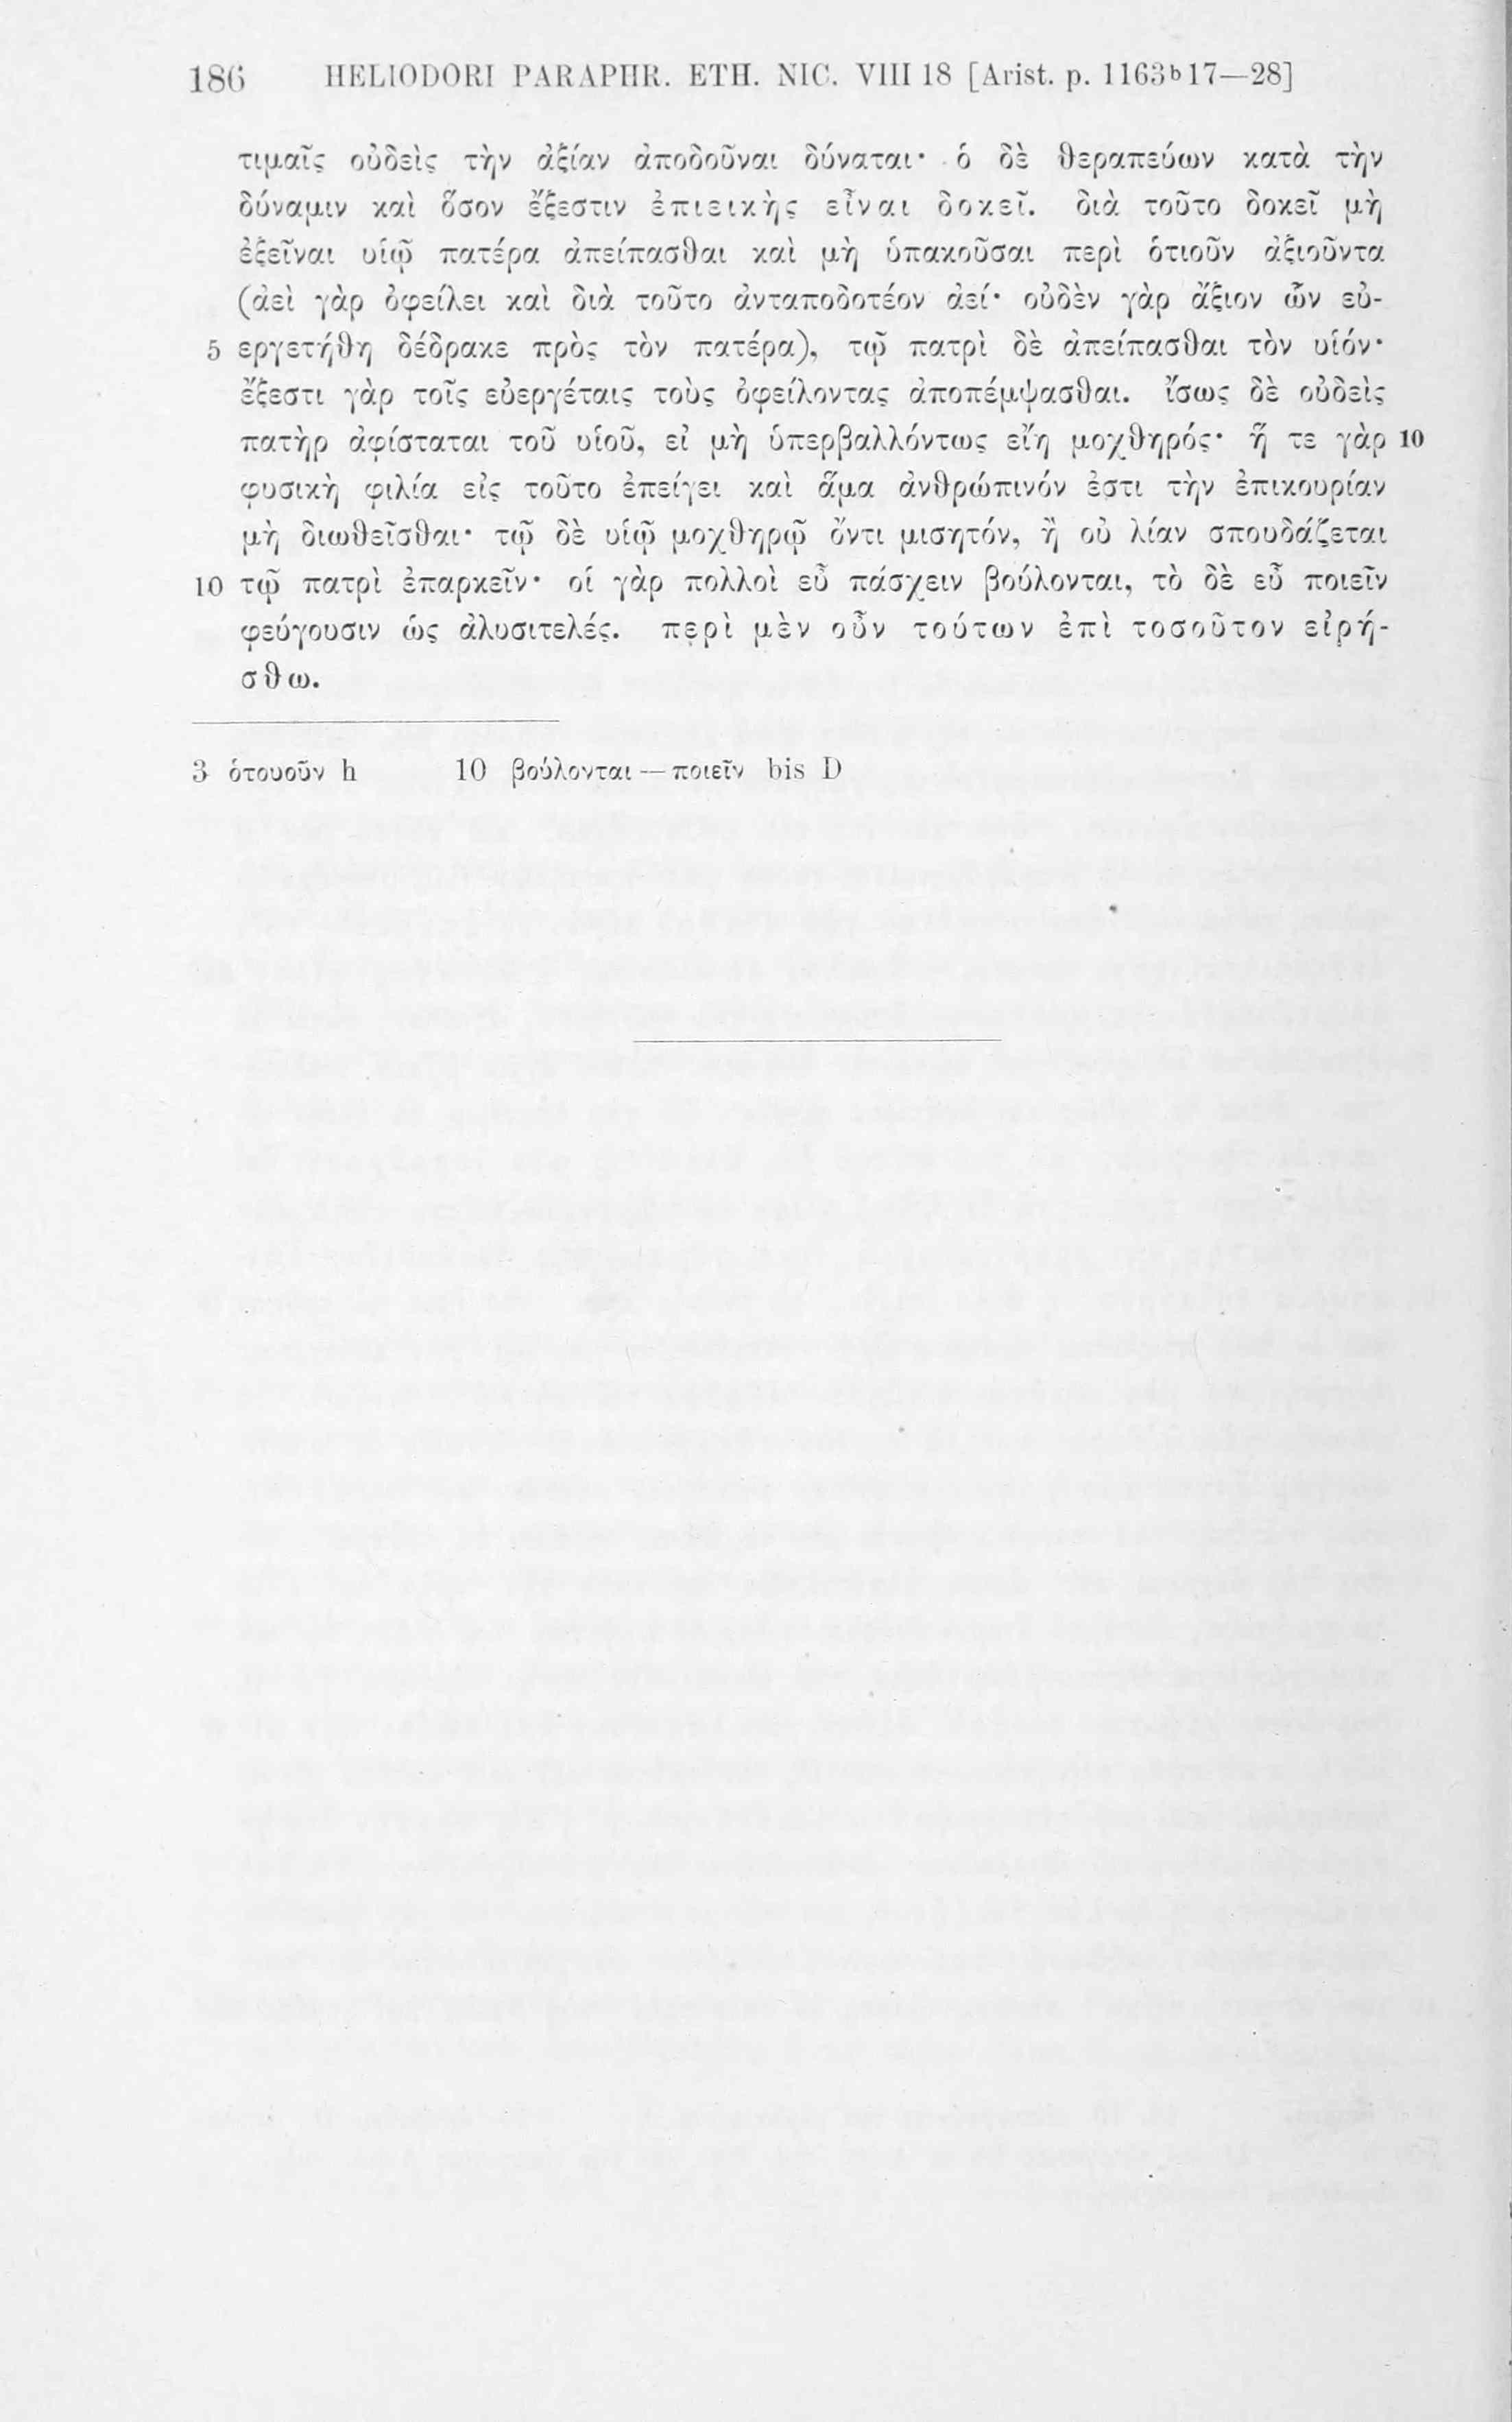 186 HELIODORI PARAPHR. ETH. NIC. VIII 18 [Arist. p. 1163b17—28]
τιμαῖς οὐδεὶς τὴν ἀξίαν ἀποδοῦναι δύναται· ὁ δὲ θεραπεύων κατὰ τὴν
δύναμιν καὶ ὅσον ἔξεστιν ἐπιεικὴς εἶναι δοκεῖ. διὰ τοῦτο δοκεῖ μὴ
ἐξεῖναι υἱῷ πατέρα ἀπείπασθαι καὶ μὴ ὑπακοῦσαι περὶ ὁτιοῦν ἀξιοῦντα
(ἀεὶ γὰρ ὀφείλει καὶ διὰ τοῦτο ἀνταποδοτέον ἀεί· οὐδὲν γὰρ ἄξιον ὧν εὐ-
5 εργετήθη δέδρακε πρὸς τὸν πατέρα), τῷ πατρὶ δὲ ἀπείπασθαι τὸν υἱόν·
ἔξεστι γὰρ τοῖς εὐεργέταις τοὺς ὀφείλοντας ἀποπέμψασθαι. ἴσως δὲ οὐδεὶς
πατὴρ ἀφίσταται τοῦ υἱοῦ, εἰ μὴ ὑπερβαλλόντως εἴη μοχθηρός· ἥ τε γὰρ 10
φυσικὴ φιλία εἰς τοῦτο ἐπείγει καὶ ἅμα ἀνθρώπινόν ἐστι τὴν ἐπικουρίαν
μὴ διωθεῖσθαι· τῷ δὲ υἱῷ μοχθηρῷ ὄντι μισητόν, ἢ οὐ λίαν σπουδάζεται
10 τῷ πατρὶ ἐπαρκεῖν· οἱ γὰρ πολλοὶ εὖ πάσχειν βούλονται, τὸ δὲ εὖ ποιεῖν
φεύγουσιν ὡς ἀλυσιτελές. περὶ μὲν οὖν τούτων ἐπὶ τοσοῦτον εἰρή-
σθω.
3 ὁτουοῦν h 10 βούλονται — ποιεῖν bis D